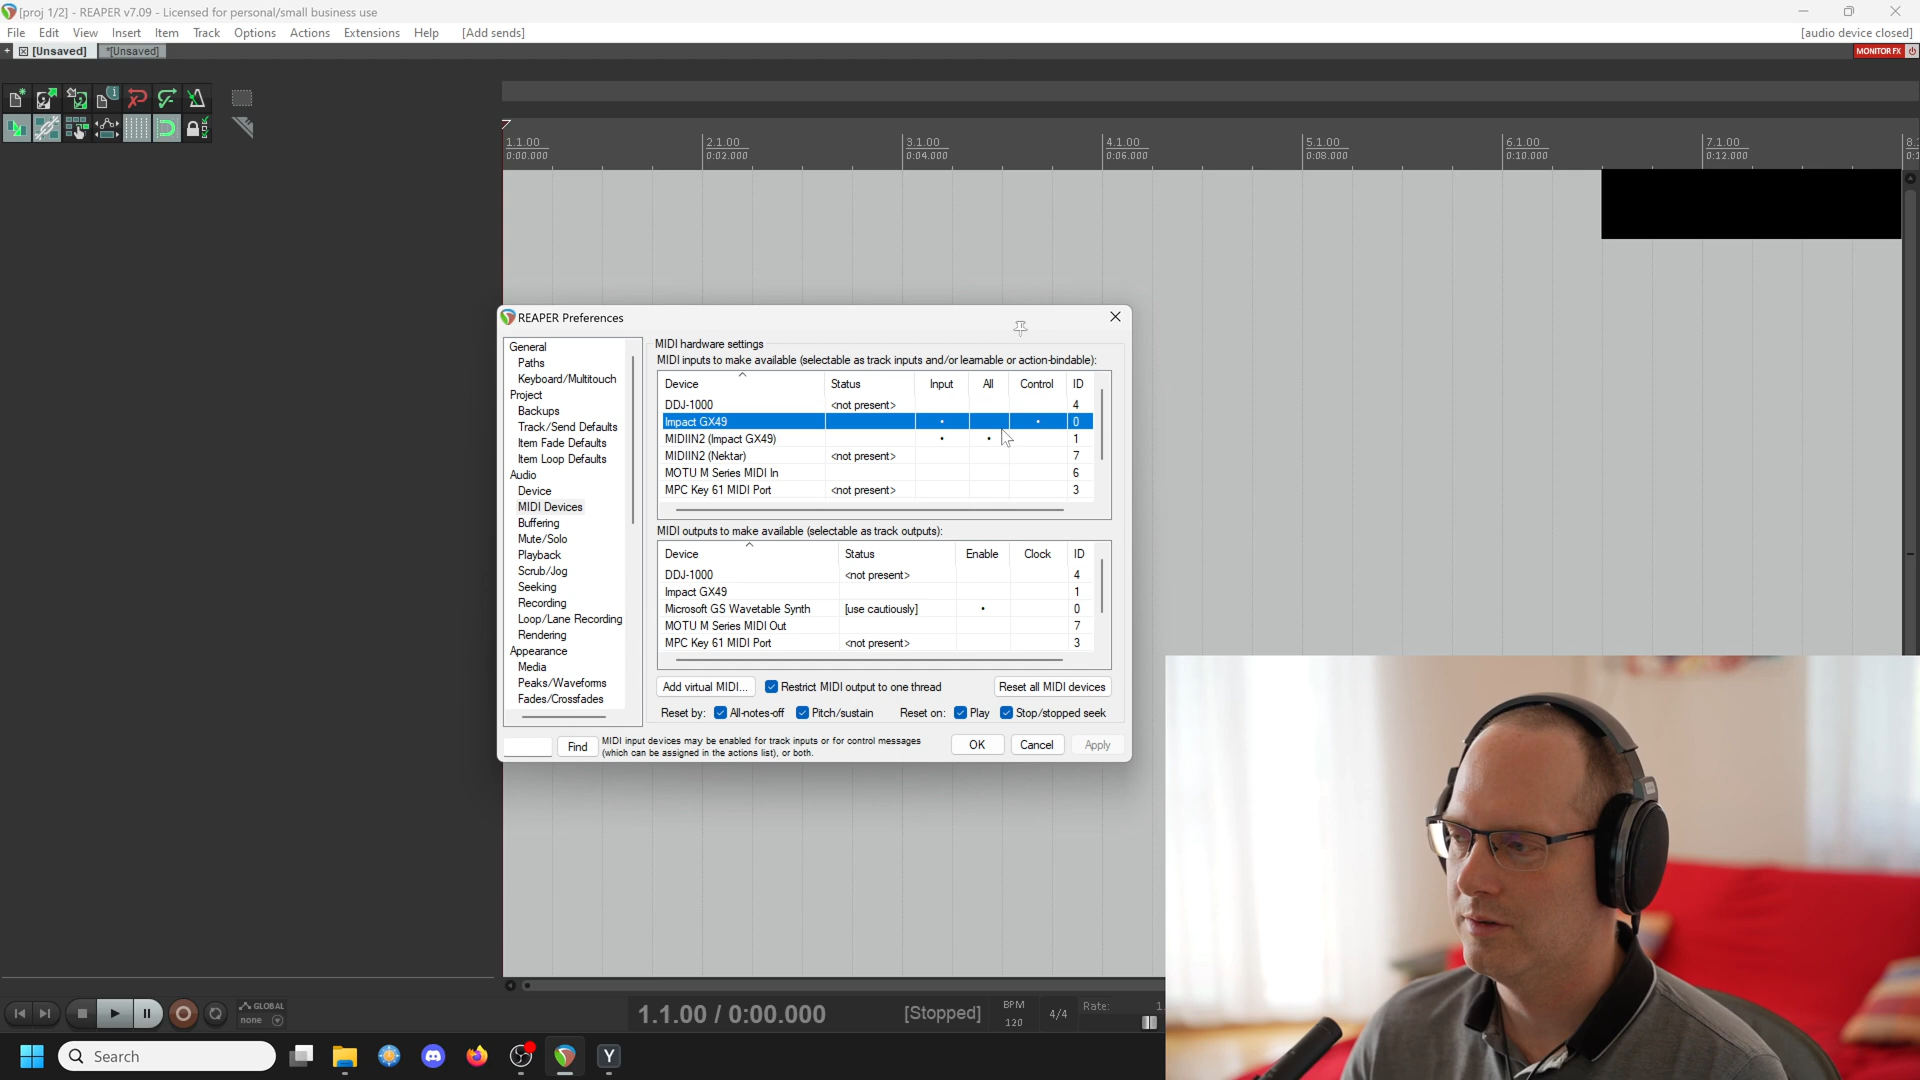 [proj 1/2] - REAPER v7.09 - Licensed for personal/small business use
File Edit View Insert Item Track Options Actions Extensions Help [Add sends] [audio device closed]
+ [Unsaved] *[Unsaved] MONITOR FX
1.1.00 2.1.00 3.1.00 4.1.00 5.1.00 6.1.00 7.1.00
0:00.000 0:02.000 0:04.000 0:06.000 0:08.000 0:10.000 0:12.000
REAPER Preferences
General
Paths
Keyboard/Multitouch
Project
Backups
Track/Send Defaults
Item Fade Defaults
Item Loop Defaults
Audio
Device
MIDI Devices
Buffering
Mute/Solo
Playback
Scrub/Jog
Seeking
Recording
Loop/Lane Recording
Rendering
Appearance
Media
Peaks/Waveforms
Fades/Crossfades
MIDI hardware settings
MIDI inputs to make available (selectable as track inputs and/or learnable or action-bindable):
Device Status Input All Control ID
DDJ-1000 <not present> 4
Impact GX49 • • 0
MIDIIN2 (Impact GX49) • • 1
MIDIIN2 (Nektar) <not present> 7
MOTU M Series MIDI In 6
MPC Key 61 MIDI Port <not present> 3
MIDI outputs to make available (selectable as track outputs):
Device Status Enable Clock ID
DDJ-1000 <not present> 4
Impact GX49 1
Microsoft GS Wavetable Synth [use cautiously] • 0
MOTU M Series MIDI Out 7
MPC Key 61 MIDI Port <not present> 3
Add virtual MIDI... Restrict MIDI output to one thread Reset all MIDI devices
Reset by: All-notes-off Pitch/sustain Reset on: Play Stop/stopped seek
Find MIDI input devices may be enabled for track inputs or for control messages
(which can be assigned in the actions list), or both.
OK Cancel Apply
GLOBAL
none
1.1.00 / 0:00.000 [Stopped]
BPM
120
4/4
Rate: 1
Search